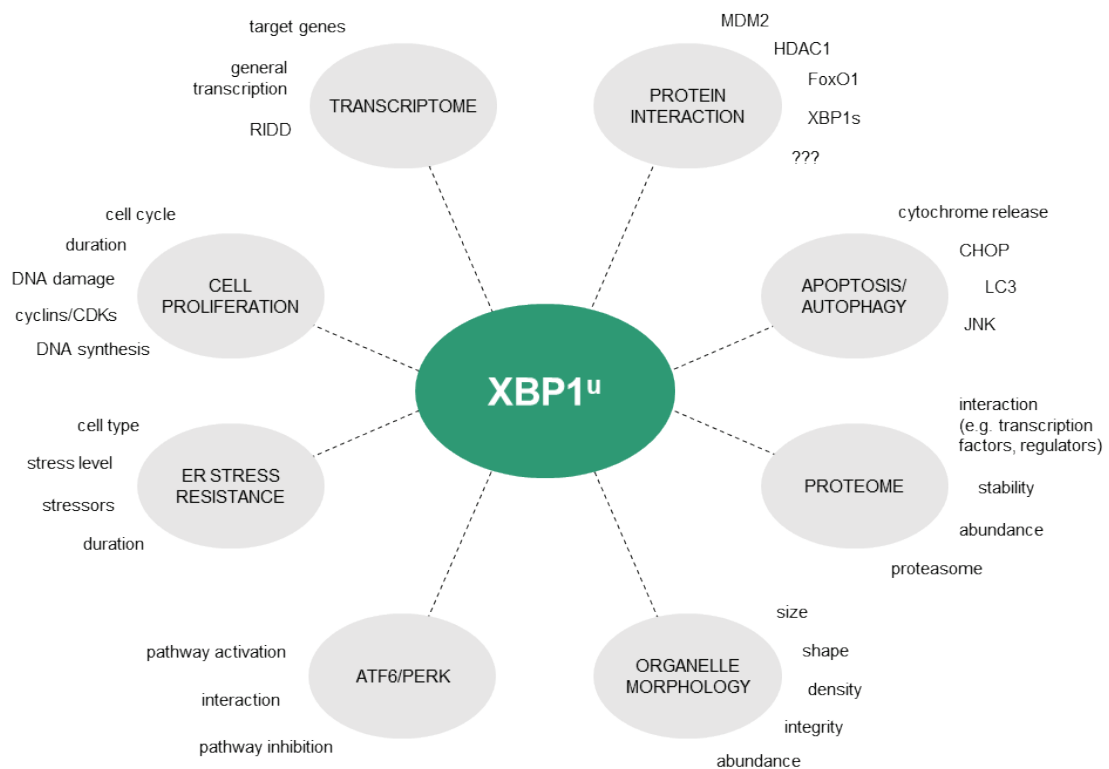 target genes
general
transcription
RIDD
TRANSCRIPTOME
MDM2
HDAC1
FoxO1
XBP1s
???
PROTEIN
INTERACTION
cell cycle
duration
DNA damage
cyclins/CDKs
DNA synthesis
CELL
PROLIFERATION
cytochrome release
CHOP
LC3
JNK
APOPTOSIS/
AUTOPHAGY
XBP1ᵘ
cell type
stress level
stressors
duration
ER STRESS
RESISTANCE
interaction
(e.g. transcription
factors, regulators)
stability
abundance
proteasome
PROTEOME
pathway activation
interaction
pathway inhibition
ATF6/PERK
size
shape
density
integrity
abundance
ORGANELLE
MORPHOLOGY